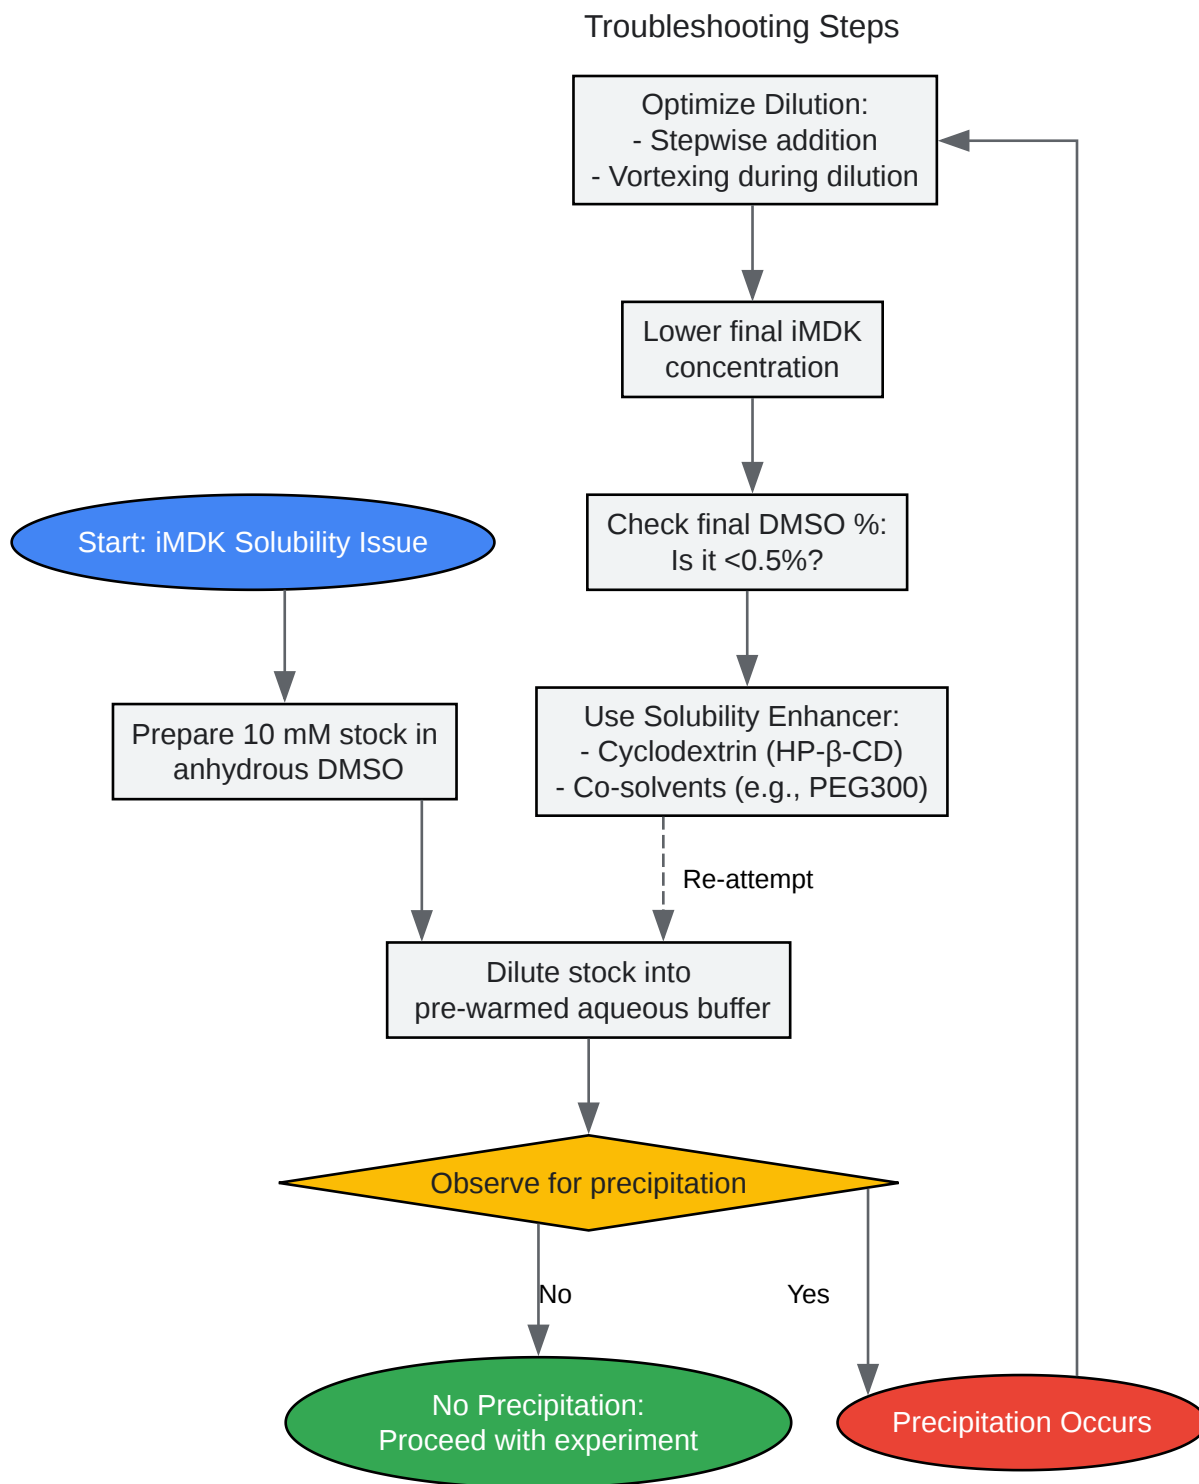 Troubleshooting Steps
Optimize Dilution:
- Stepwise addition
- Vortexing during dilution
Lower final iMDK
concentration
Start: iMDK Solubility Issue
Check final DMSO %:
Is it <0.5%?
Prepare 10 mM stock in
anhydrous DMSO
Use Solubility Enhancer:
- Cyclodextrin (HP-β-CD)
- Co-solvents (e.g., PEG300)
Re-attempt
Dilute stock into
pre-warmed aqueous buffer
Observe for precipitation
No
Yes
No Precipitation:
Proceed with experiment
Precipitation Occurs